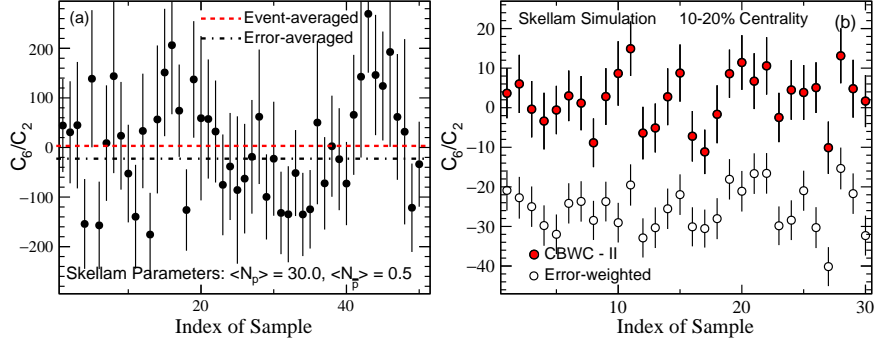 (a)
Event-averaged
Error-averaged
200
100
0
−100
−200
C6/C2
Skellam Parameters: <Np> = 30.0, <Np̅> = 0.5
20
40
Index of Sample
Skellam Simulation 10-20% Centrality (b)
20
10
0
−10
−20
−30
−40
C6/C2
CBWC - II
Error-weighted
10
20
30
Index of Sample